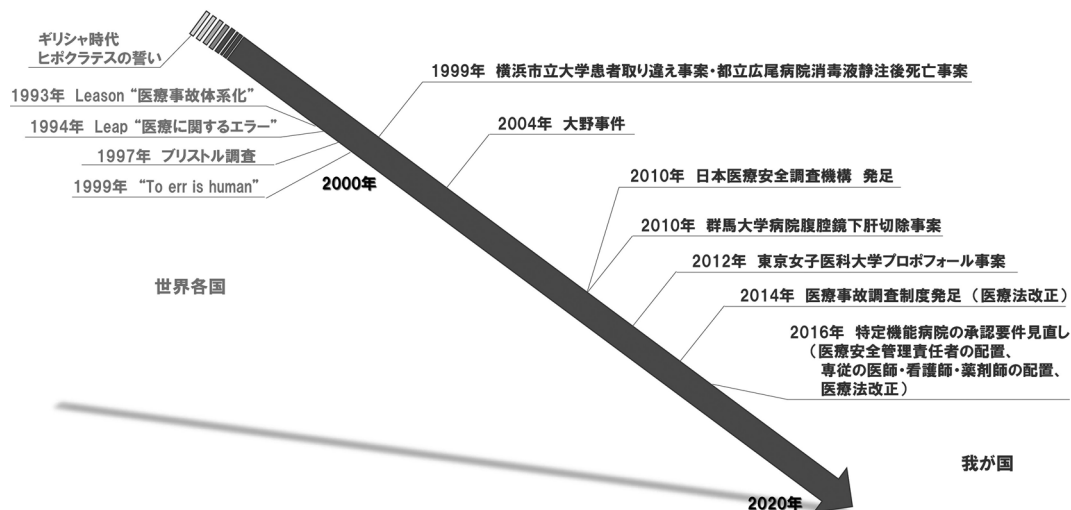 ギリシャ時代
ヒポクラテスの誓い
1993年 Leason “医療事故体系化”
1994年 Leap “医療に関するエラー”
1997年 ブリストル調査
1999年 “To err is human”
世界各国
2000年
1999年 横浜市立大学患者取り違え事案・都立広尾病院消毒液静注後死亡事案
2004年 大野事件
2010年 日本医療安全調査機構 発足
2010年 群馬大学病院腹腔鏡下肝切除事案
2012年 東京女子医科大学プロポフォール事案
2014年 医療事故調査制度発足（医療法改正）
2016年 特定機能病院の承認要件見直し
（医療安全管理責任者の配置、
専従の医師・看護師・薬剤師の配置、
医療法改正）
我が国
2020年